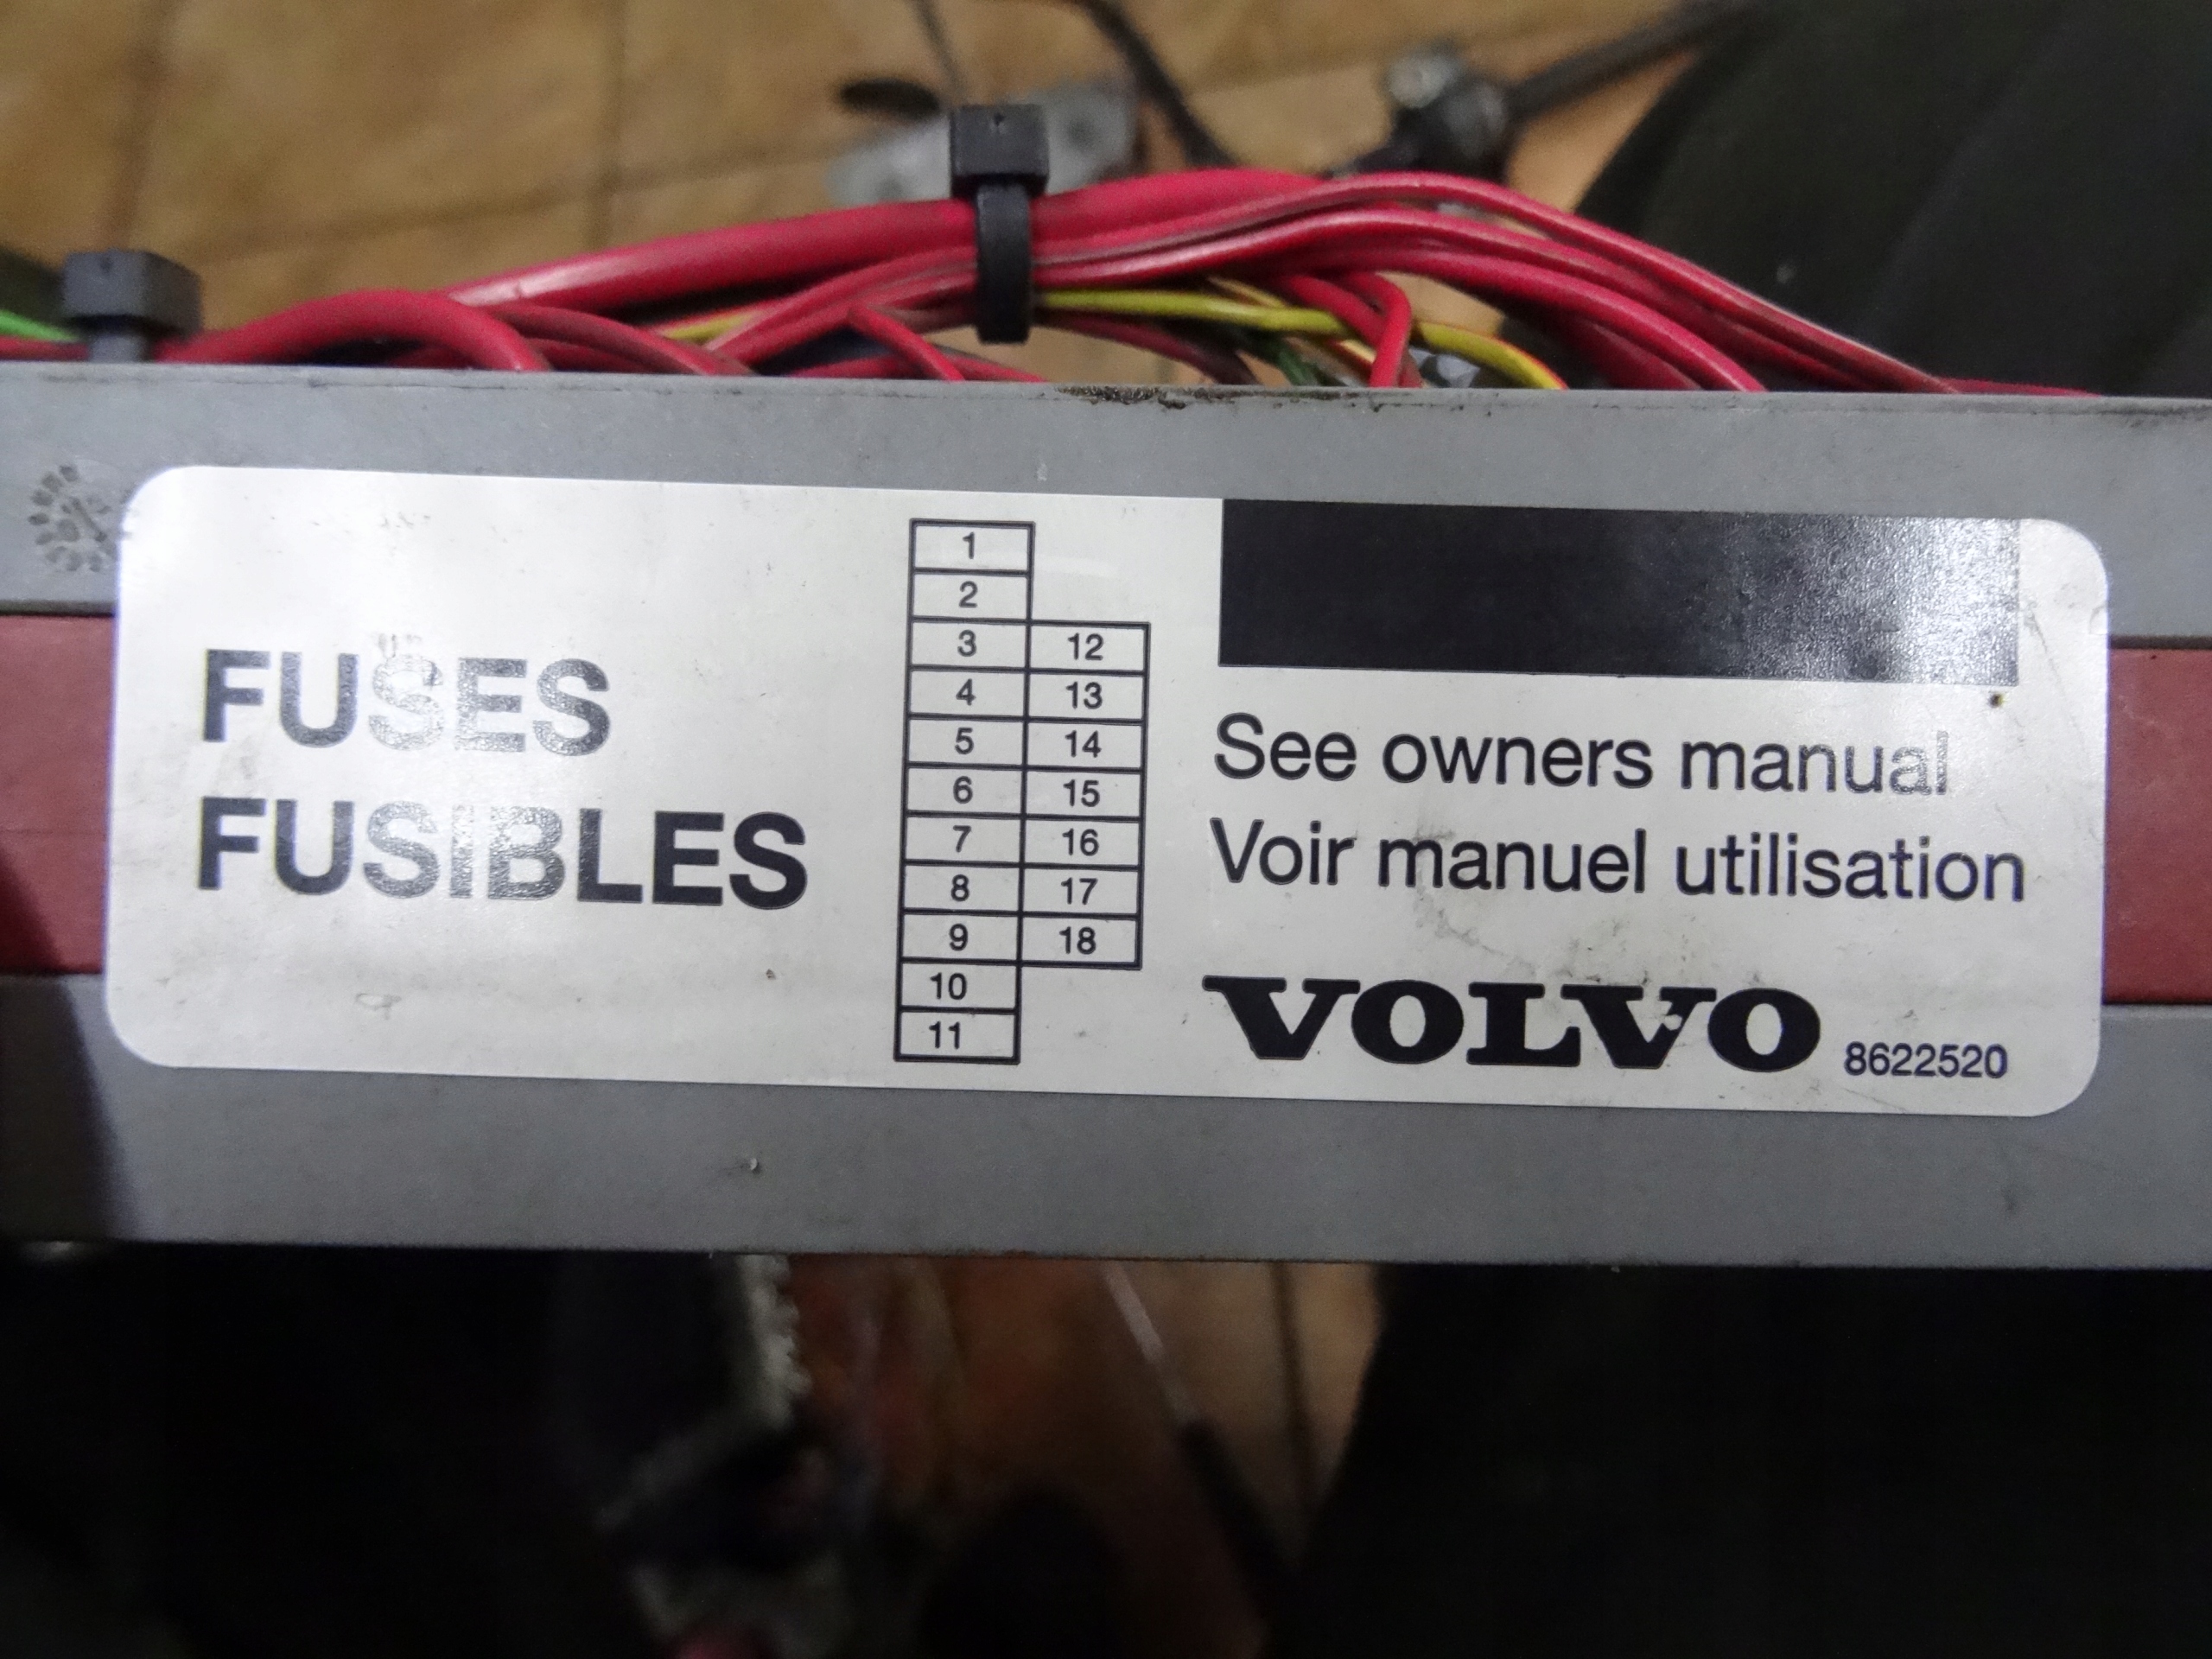 FUSES
FUSIBLES
1
2
3 12
4 13
5 14
6 15
7 16
8 17
9 18
10
11
See owners manual
Voir manuel utilisation
VOLVO 8622520